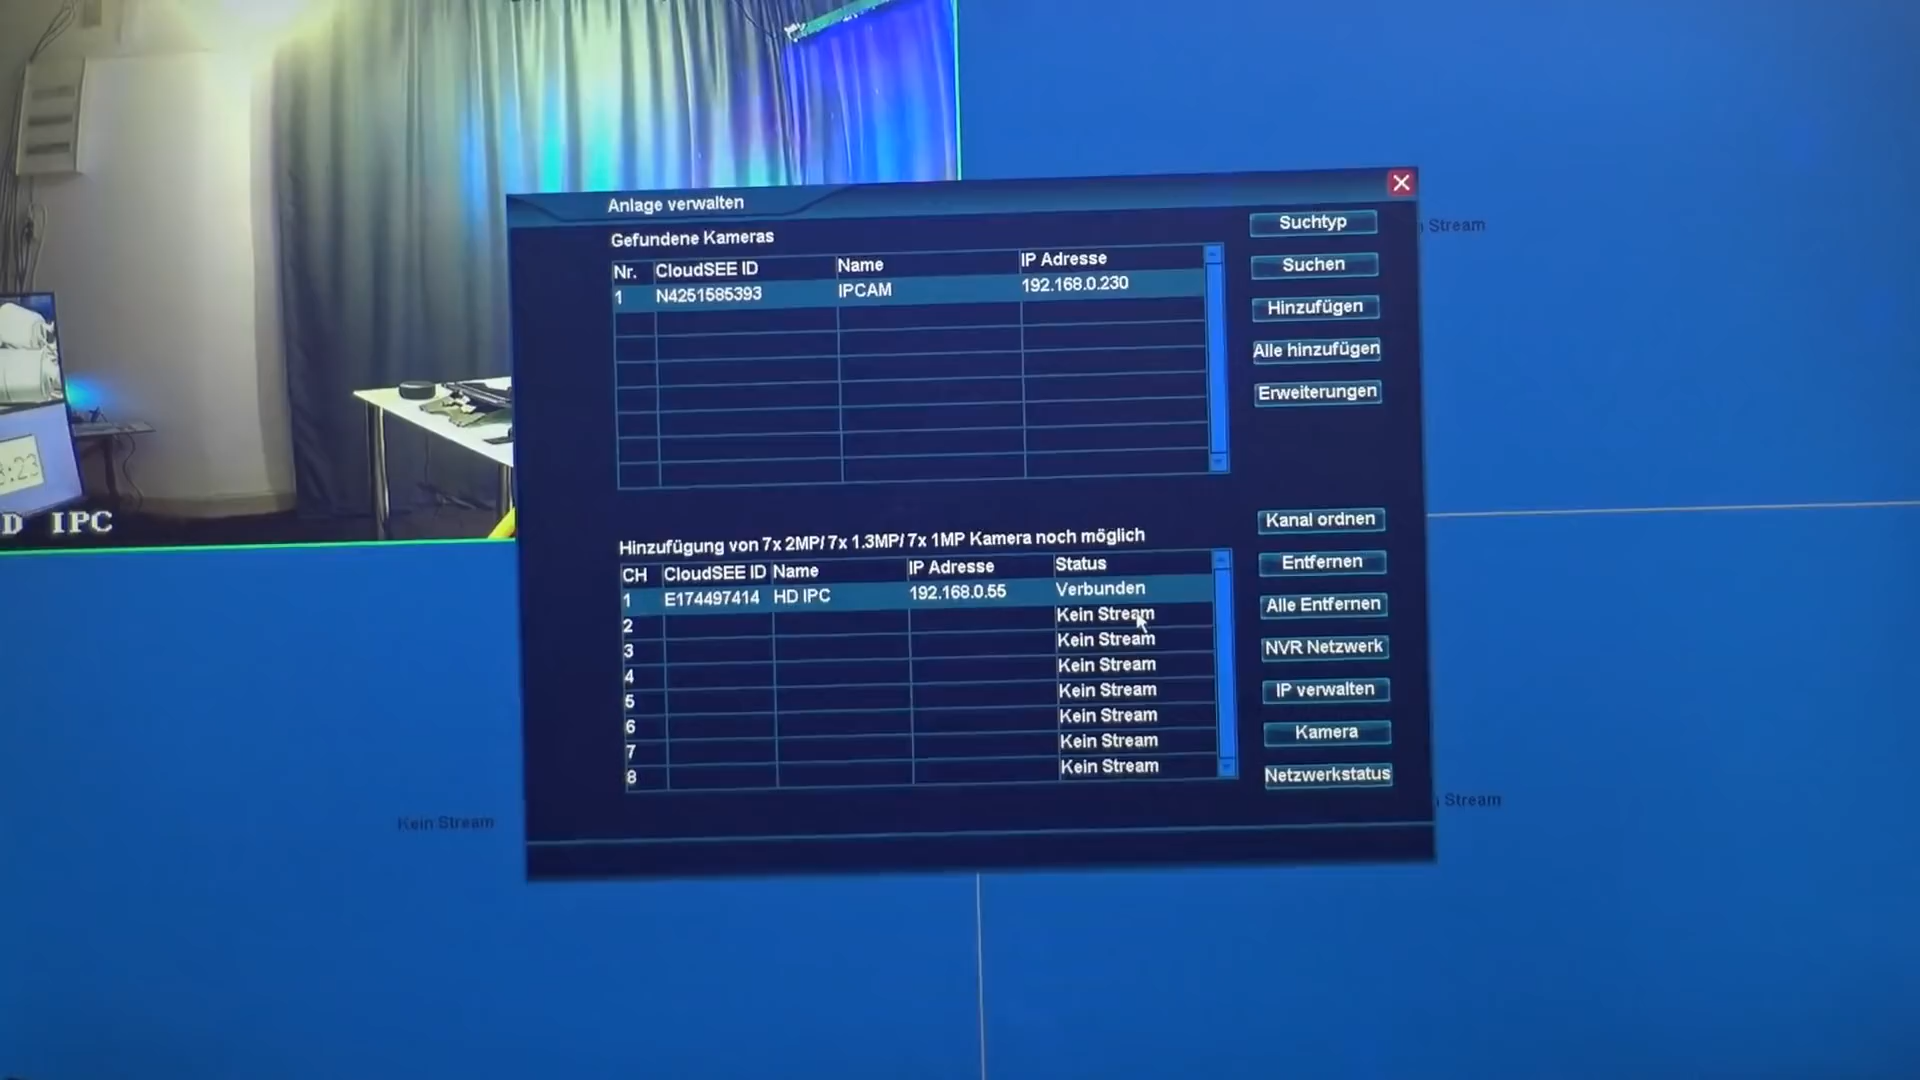 Anlage verwalten
Gefundene Kameras
Nr. CloudSEE ID Name IP Adresse
1 N4251585393 IPCAM 192.168.0.230
Suchtyp
Suchen
Hinzufügen
Alle hinzufügen
Erweiterungen
Hinzufügung von 7x 2MP/ 7x 1.3MP/ 7x 1MP Kamera noch möglich
CH CloudSEE ID Name IP Adresse Status
1 E174497414 HD IPC 192.168.0.55 Verbunden
2 Kein Stream
3 Kein Stream
4 Kein Stream
5 Kein Stream
6 Kein Stream
7 Kein Stream
8 Kein Stream
Kanal ordnen
Entfernen
Alle Entfernen
NVR Netzwerk
IP verwalten
Kamera
Netzwerkstatus
D IPC
Stream
Kein Stream
Stream